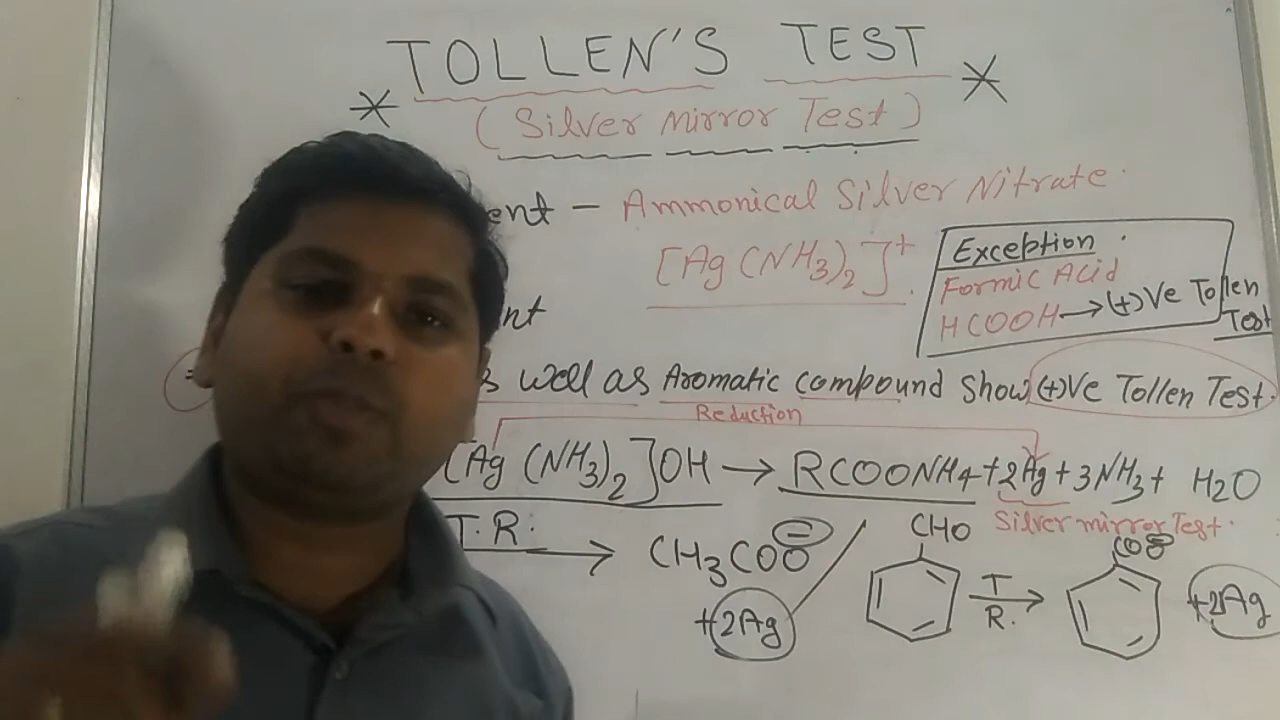 TOLLEN'S TEST
(Silver Mirror Test)
ent - Ammonical Silver Nitrate.
[Ag(NH3)2]+.
Exception.
Formic Acid
HCOOH → (+)Ve Tollen Test
nt
s well as Aromatic compound Show (+)Ve Tollen Test.
Reduction
[Ag(NH3)2]OH → RCOONH4 + 2Ag + 3NH3 + H2O
Silver mirror Test.
T.R: → CH3COO⊖
+2Ag
CHO
T
R. →
COO⊖
+2Ag